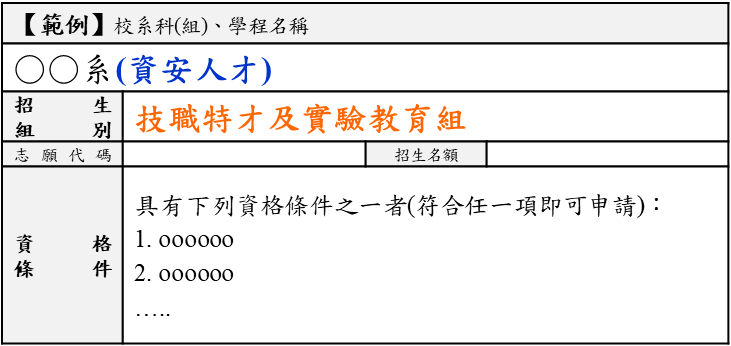 【範例】校系科(組)、學程名稱
○○系(資安人才)
招生
組別
技職特才及實驗教育組
志願代碼
招生名額
資格
條件
具有下列資格條件之一者(符合任一項即可申請)：
1. oooooo
2. oooooo
…..